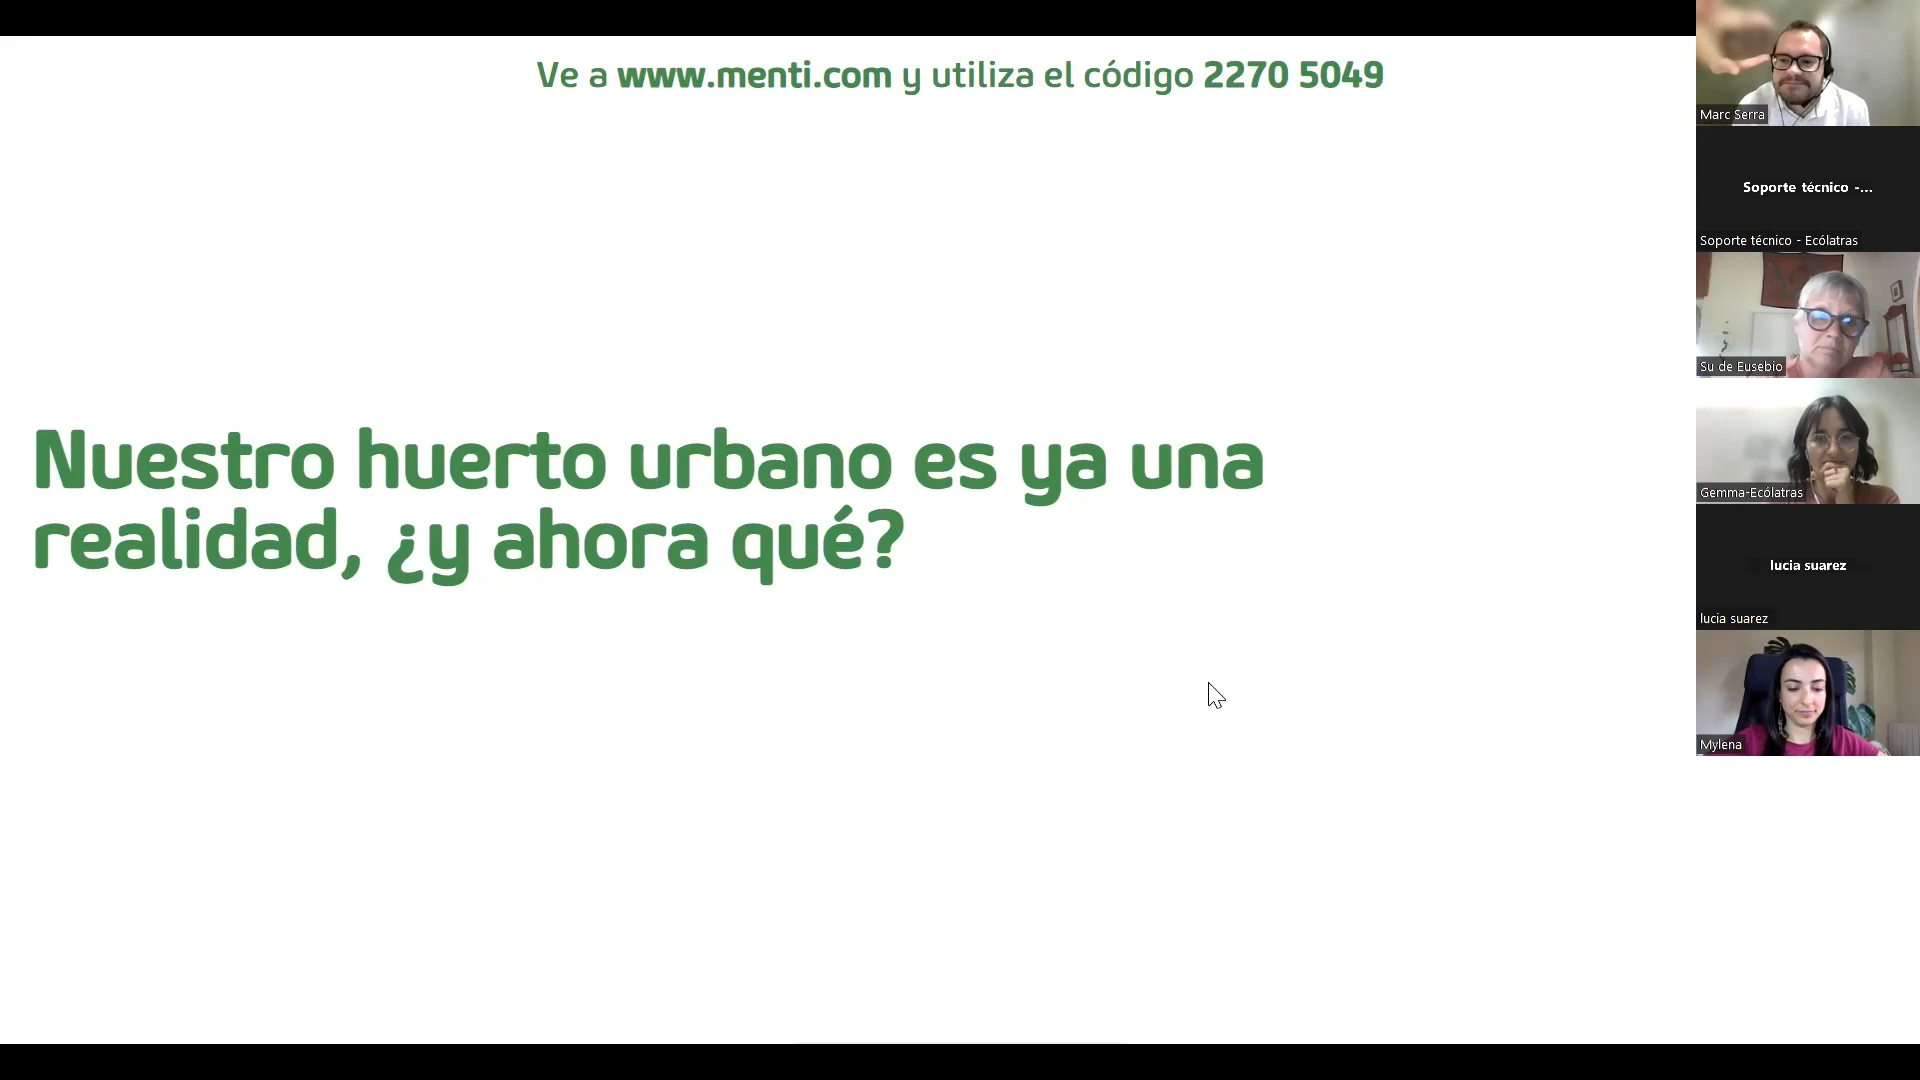 Ve a www.menti.com y utiliza el código 2270 5049
Nuestro huerto urbano es ya una
realidad, ¿y ahora qué?
Marc Serra
Soporte técnico -...
Soporte técnico - Ecólatras
Su de Eusebio
Gemma-Ecólatras
lucia suarez
lucia suarez
Mylena